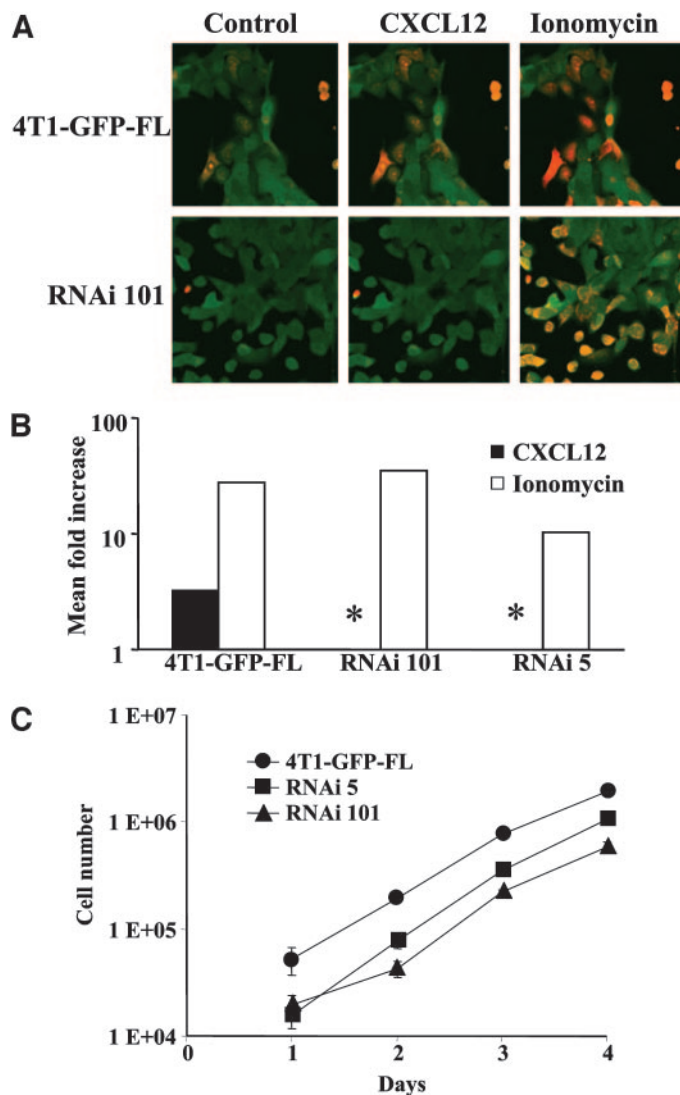 A
Control CXCL12 Ionomycin
4T1-GFP-FL
RNAi 101
B
Mean fold increase
100
10
1
CXCL12
Ionomycin
* *
4T1-GFP-FL RNAi 101 RNAi 5
C
Cell number
1 E+07
1 E+06
1 E+05
1 E+04
4T1-GFP-FL
RNAi 5
RNAi 101
0 1 2 3 4
Days